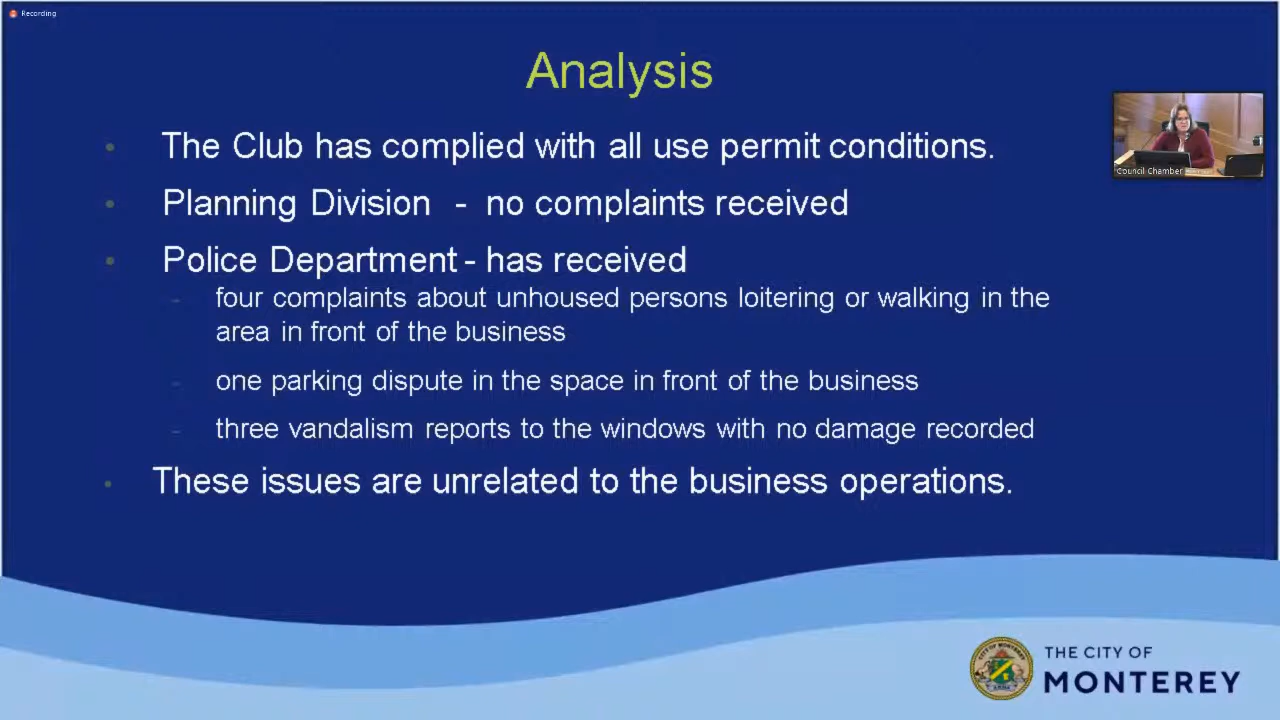 Recording
Analysis
The Club has complied with all use permit conditions.
Planning Division - no complaints received
Police Department - has received
four complaints about unhoused persons loitering or walking in the
area in front of the business
one parking dispute in the space in front of the business
three vandalism reports to the windows with no damage recorded
These issues are unrelated to the business operations.
Council Chamber
THE CITY OF
MONTEREY